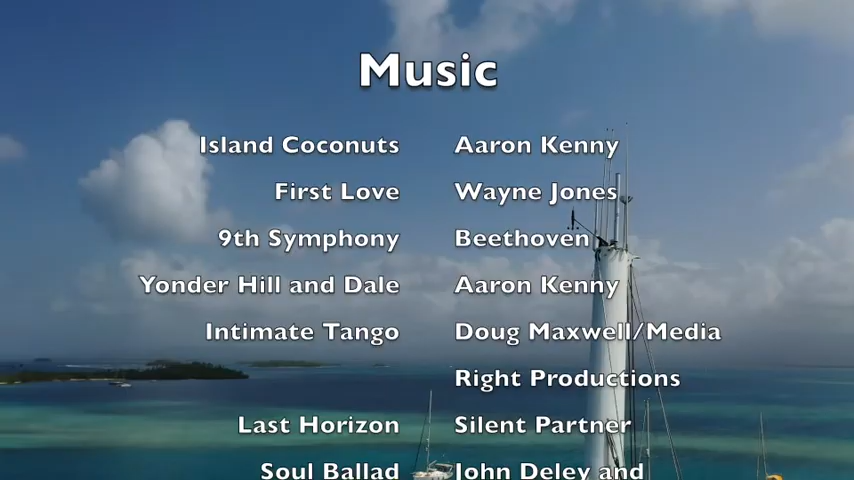 Music
Island Coconuts Aaron Kenny
First Love Wayne Jones
9th Symphony Beethoven
Yonder Hill and Dale Aaron Kenny
Intimate Tango Doug Maxwell/Media
Right Productions
Last Horizon Silent Partner
Soul Ballad John Deley and